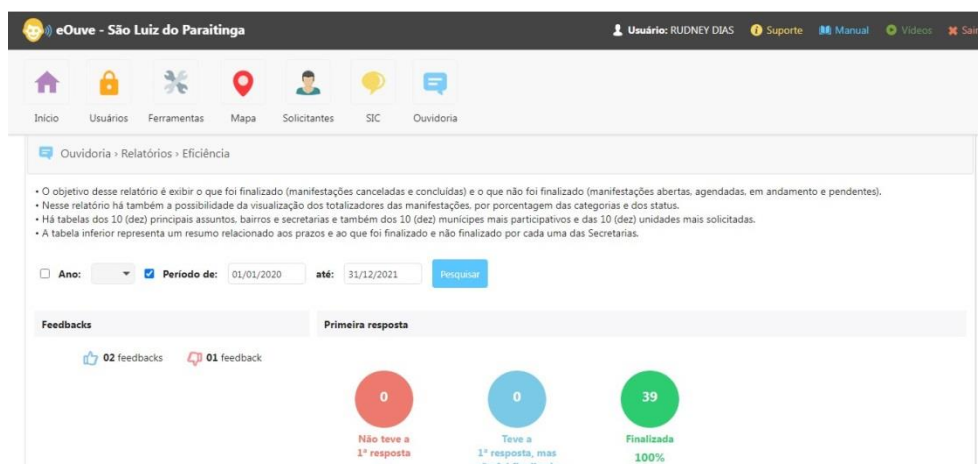 eOuve - São Luiz do Paraitinga
Usuário: RUDNEY DIAS Suporte Manual Vídeos Sair
Início Usuários Ferramentas Mapa Solicitantes SIC Ouvidoria
Ouvidoria › Relatórios › Eficiência
• O objetivo desse relatório é exibir o que foi finalizado (manifestações canceladas e concluídas) e o que não foi finalizado (manifestações abertas, agendadas, em andamento e pendentes).
• Nesse relatório há também a possibilidade da visualização dos totalizadores das manifestações, por porcentagem das categorias e dos status.
• Há tabelas dos 10 (dez) principais assuntos, bairros e secretarias e também dos 10 (dez) munícipes mais participativos e das 10 (dez) unidades mais solicitadas.
• A tabela inferior representa um resumo relacionado aos prazos e ao que foi finalizado e não finalizado por cada uma das Secretarias.
Ano: Período de: 01/01/2020 até: 31/12/2021 Pesquisar
Feedbacks
02 feedbacks 01 feedback
Primeira resposta
0
Não teve a
1ª resposta
0
Teve a
1ª resposta, mas
39
Finalizada
100%